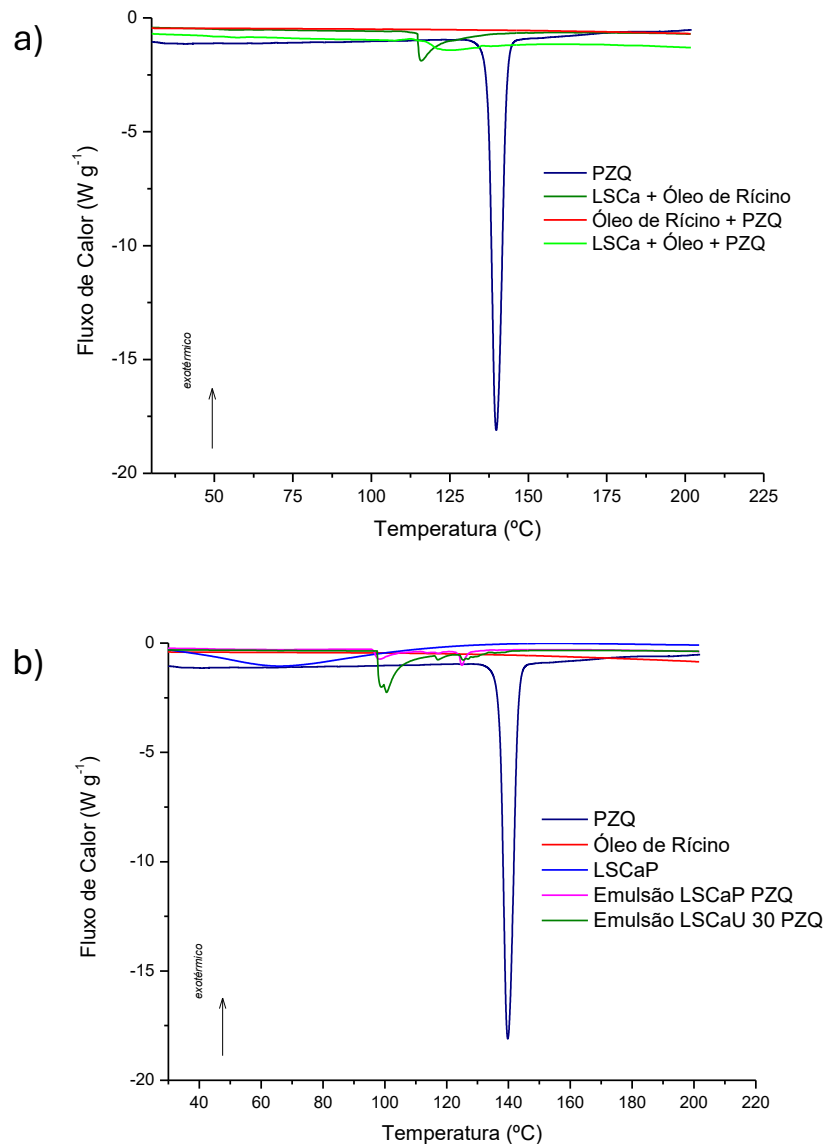 a)
0
-5
-10
-15
-20
Fluxo de Calor (W g⁻¹)
exotérmico
PZQ
LSCa + Óleo de Rícino
Óleo de Rícino + PZQ
LSCa + Óleo + PZQ
50 75 100 125 150 175 200 225
Temperatura (ºC)
b)
0
-5
-10
-15
-20
Fluxo de Calor (W g⁻¹)
exotérmico
PZQ
Óleo de Rícino
LSCaP
Emulsão LSCaP PZQ
Emulsão LSCaU 30 PZQ
40 60 80 100 120 140 160 180 200 220
Temperatura (ºC)